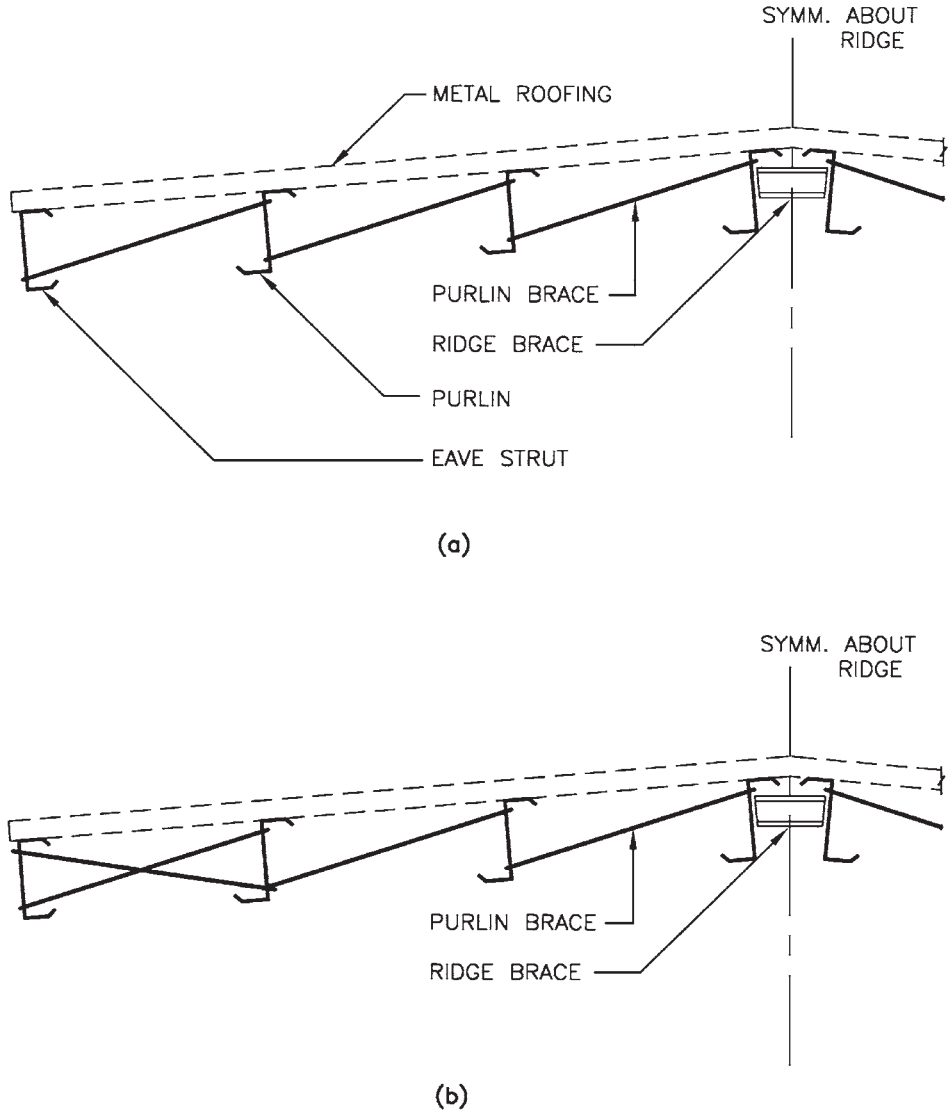 SYMM. ABOUT
RIDGE
METAL ROOFING
PURLIN BRACE
RIDGE BRACE
PURLIN
EAVE STRUT
(a)
SYMM. ABOUT
RIDGE
PURLIN BRACE
RIDGE BRACE
(b)